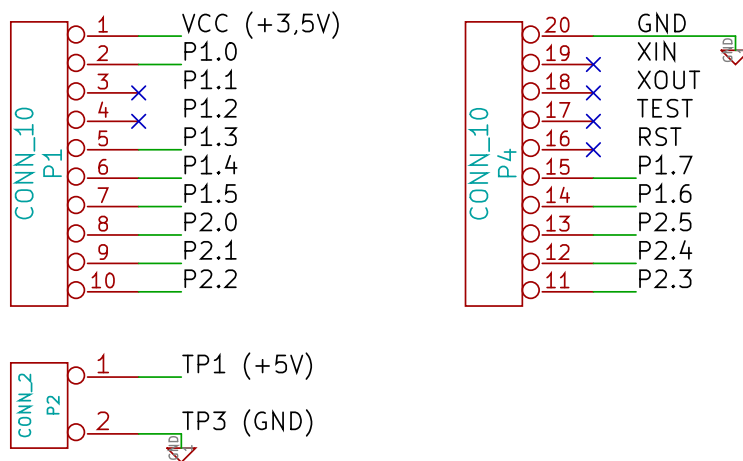 1 VCC (+3,5V)
2 P1.0
3 P1.1
4 P1.2
5 P1.3
6 P1.4
7 P1.5
8 P2.0
9 P2.1
10 P2.2
CONN_10
P1
20 GND
GND
19 XIN
18 XOUT
17 TEST
16 RST
15 P1.7
14 P1.6
13 P2.5
12 P2.4
11 P2.3
CONN_10
P4
1 TP1 (+5V)
2 TP3 (GND)
GND
CONN_2
P2